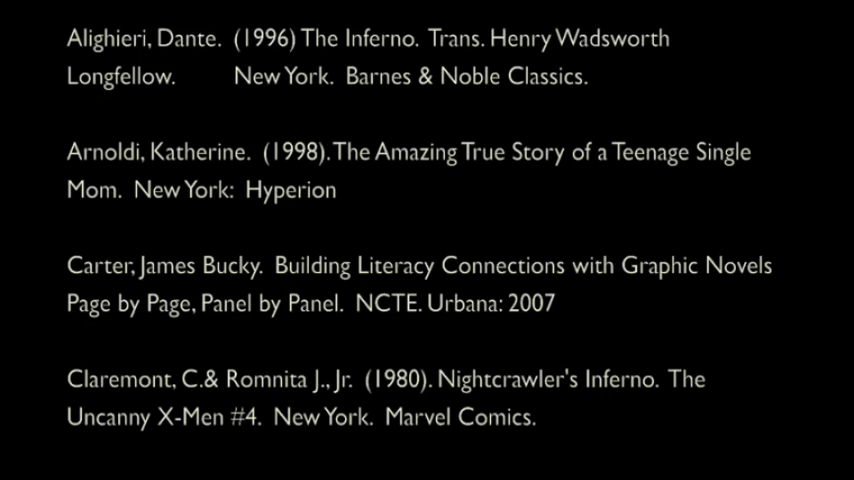 Alighieri, Dante. (1996) The Inferno. Trans. Henry Wadsworth
Longfellow. New York. Barnes & Noble Classics.
Arnoldi, Katherine. (1998). The Amazing True Story of a Teenage Single
Mom. New York: Hyperion
Carter, James Bucky. Building Literacy Connections with Graphic Novels
Page by Page, Panel by Panel. NCTE. Urbana: 2007
Claremont, C.& Romnita J., Jr. (1980). Nightcrawler's Inferno. The
Uncanny X-Men #4. New York. Marvel Comics.